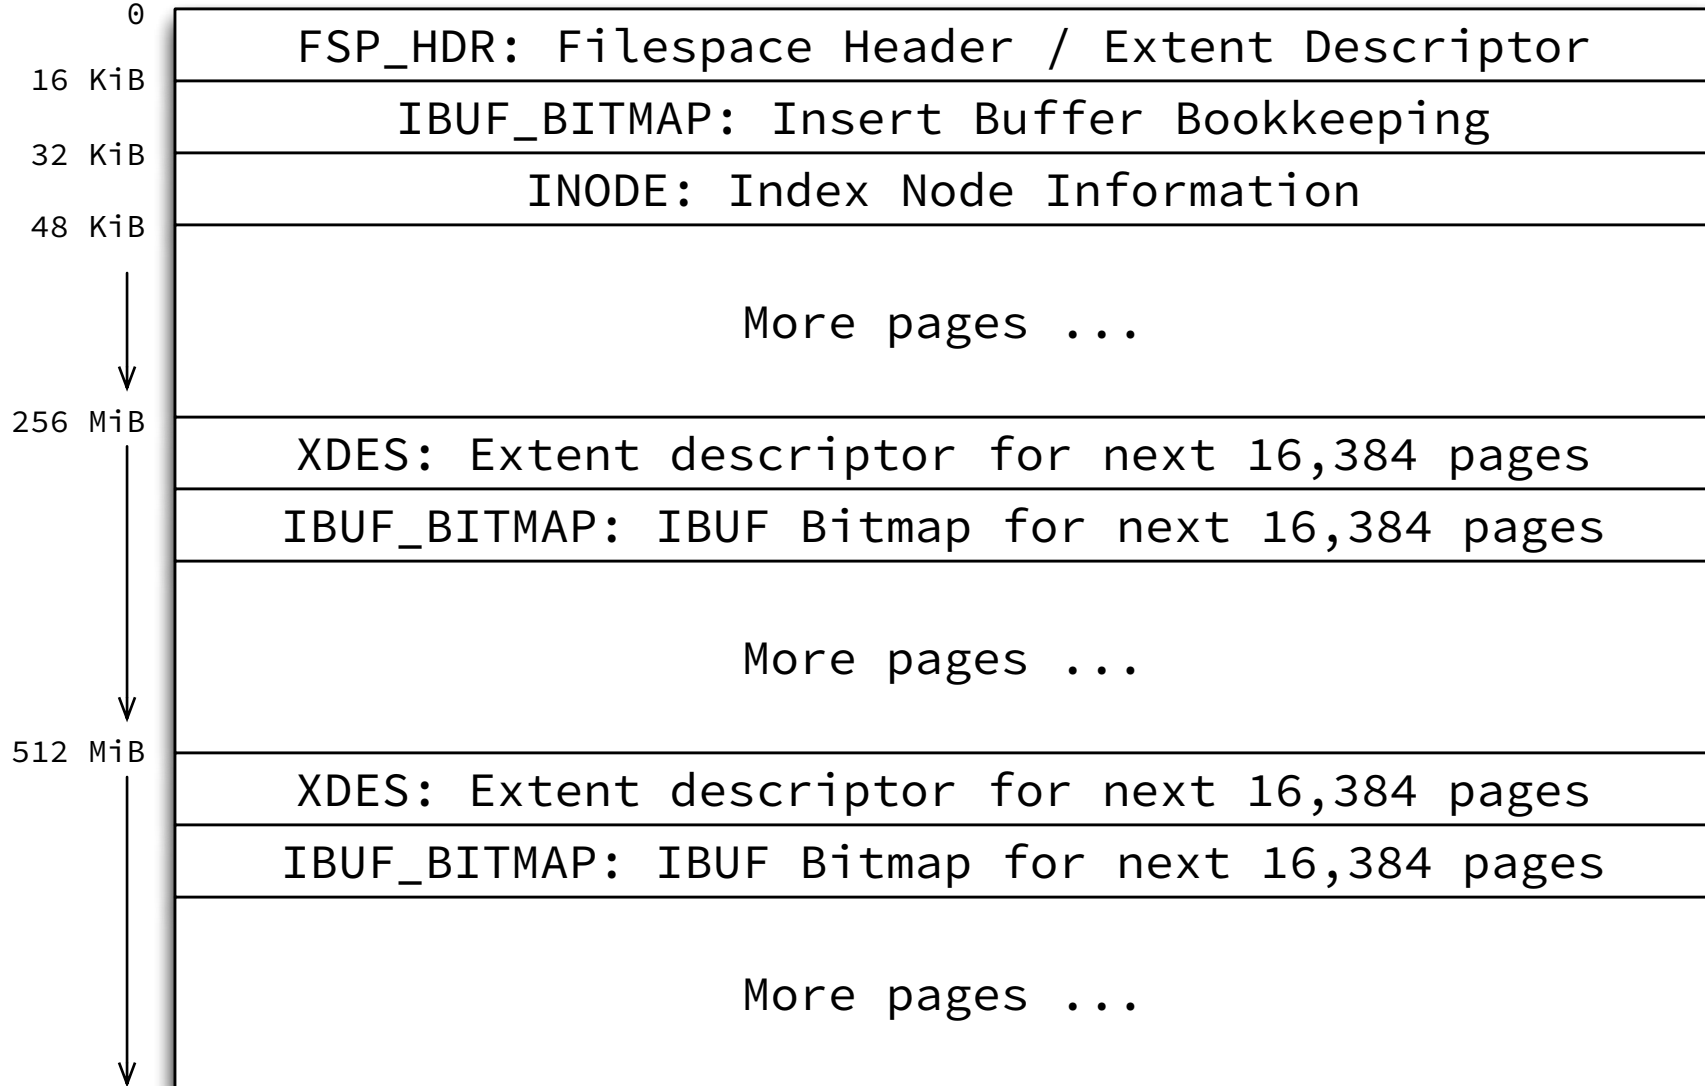 0
FSP_HDR: Filespace Header / Extent Descriptor
16 KiB
IBUF_BITMAP: Insert Buffer Bookkeeping
32 KiB
INODE: Index Node Information
48 KiB
More pages ...
256 MiB
XDES: Extent descriptor for next 16,384 pages
IBUF_BITMAP: IBUF Bitmap for next 16,384 pages
More pages ...
512 MiB
XDES: Extent descriptor for next 16,384 pages
IBUF_BITMAP: IBUF Bitmap for next 16,384 pages
More pages ...